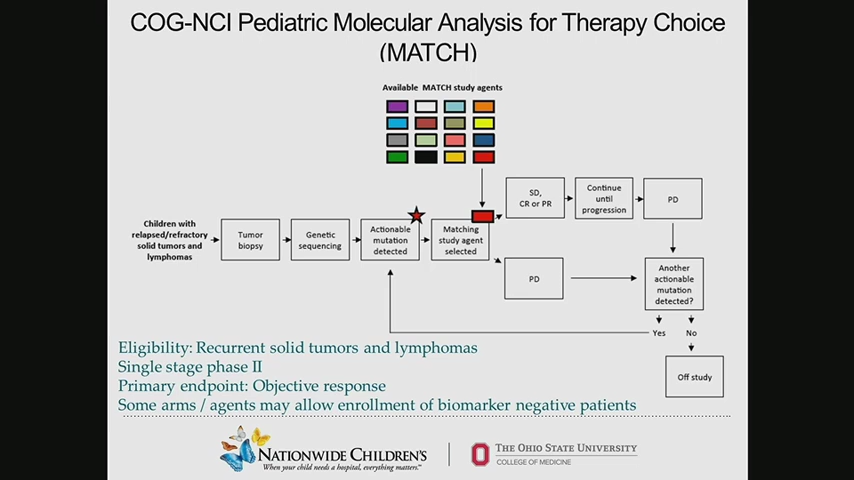 COG-NCI Pediatric Molecular Analysis for Therapy Choice
(MATCH)
Available MATCH study agents
Children with
relapsed/refractory
solid tumors and
lymphomas
Tumor
biopsy
Genetic
sequencing
Actionable
mutation
detected
Matching
study agent
selected
SD,
CR or PR
Continue
until
progression
PD
PD
Another
actionable
mutation
detected?
Yes
No
Off study
Eligibility: Recurrent solid tumors and lymphomas
Single stage phase II
Primary endpoint: Objective response
Some arms / agents may allow enrollment of biomarker negative patients
NATIONWIDE CHILDREN'S
When your child needs a hospital, everything matters.℠
THE OHIO STATE UNIVERSITY
COLLEGE OF MEDICINE